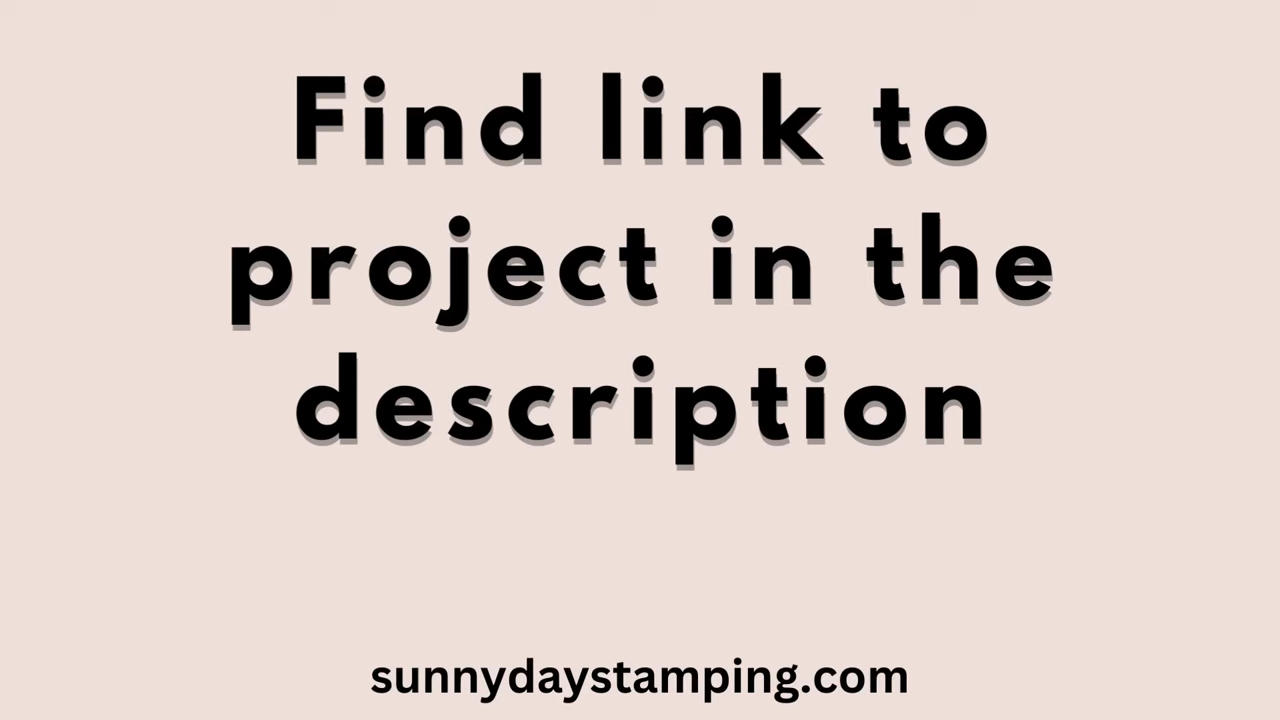 Find link to
project in the
description
sunnydaystamping.com